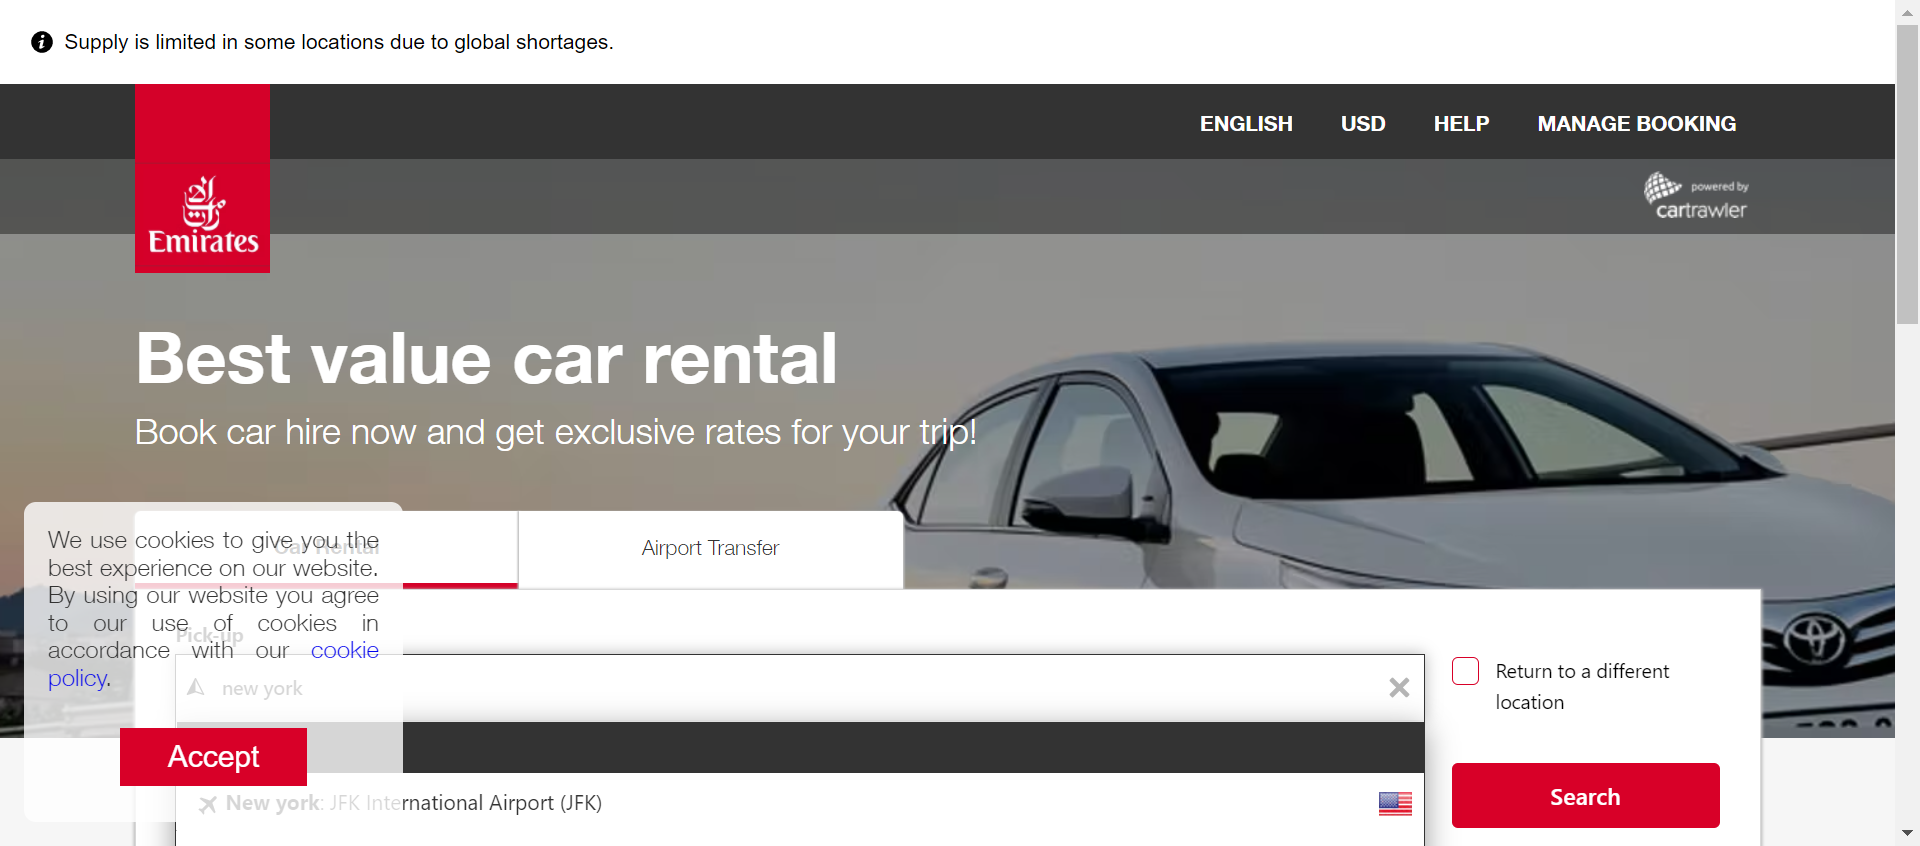 Supply is limited in some locations due to global shortages.
ENGLISH USD HELP MANAGE BOOKING
powered by
cartrawler
Emirates
Best value car rental
Book car hire now and get exclusive rates for your trip!
We use cookies to give you the
best experience on our website.
By using our website you agree
to our use of cookies in
accordance with our cookie
policy.
Accept
Car Rental
Airport Transfer
Pick-up
new york
New york: JFK International Airport (JFK)
Return to a different
location
Search